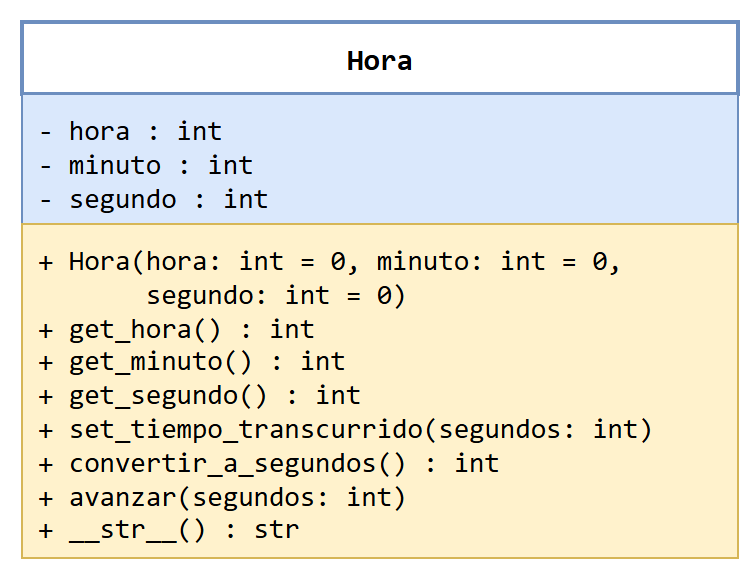 Hora
- hora : int
- minuto : int
- segundo : int
+ Hora(hora: int = 0, minuto: int = 0,
segundo: int = 0)
+ get_hora() : int
+ get_minuto() : int
+ get_segundo() : int
+ set_tiempo_transcurrido(segundos: int)
+ convertir_a_segundos() : int
+ avanzar(segundos: int)
+ __str__() : str